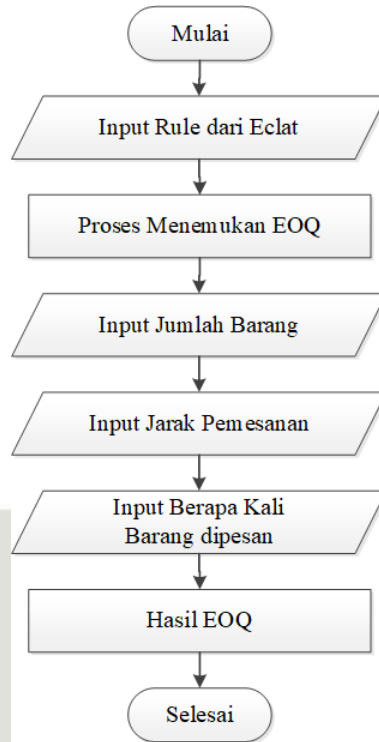 Mulai
Input Rule dari Eclat
Proses Menemukan EOQ
Input Jumlah Barang
Input Jarak Pemesanan
Input Berapa Kali
Barang dipesan
Hasil EOQ
Selesai